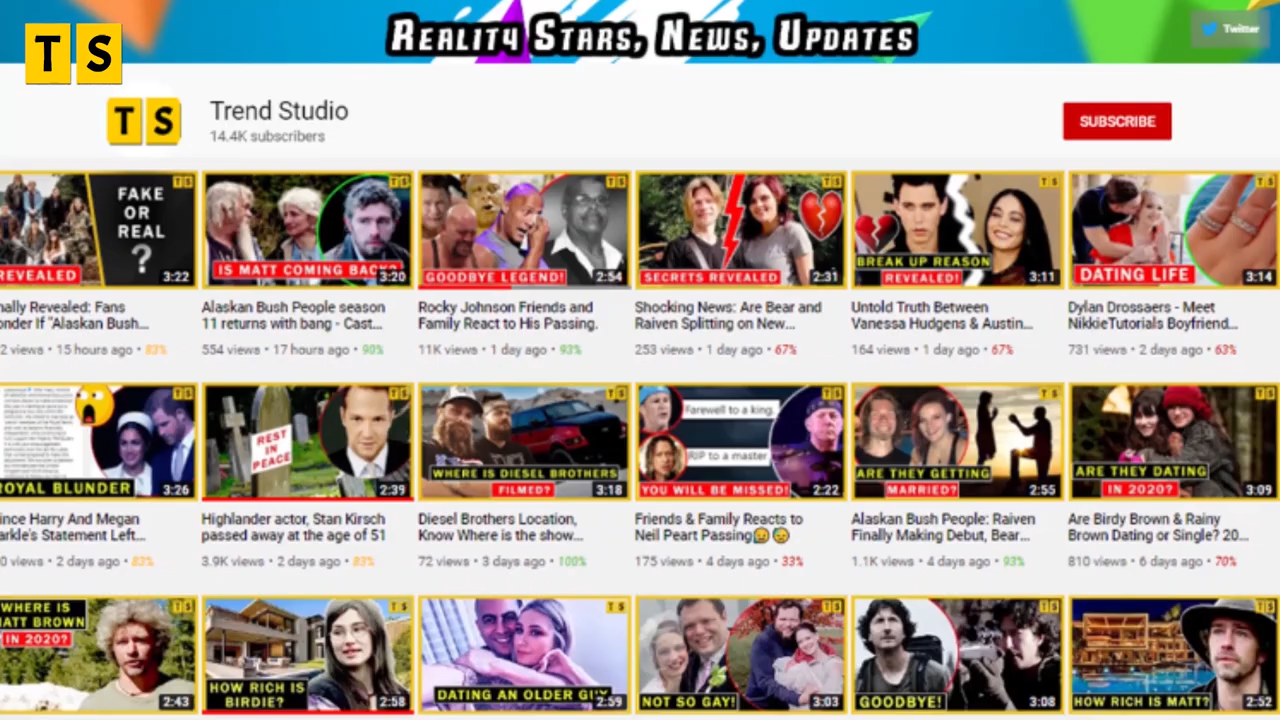 REALITY STARS, NEWS, UPDATES
Twitter
T S
T S
Trend Studio
14.4K subscribers
SUBSCRIBE
FAKE
OR
REAL
?
REVEALED
3:22
T S
IS MATT COMING BACK?
3:20
T S
GOODBYE LEGEND!
2:54
T S
SECRETS REVEALED
2:31
T S
BREAK UP REASON
REVEALED!
3:11
T S
DATING LIFE
3:14
T S
nally Revealed: Fans
onder If "Alaskan Bush...
2 views • 15 hours ago • 83%
Alaskan Bush People season
11 returns with bang - Cast...
554 views • 17 hours ago • 90%
Rocky Johnson Friends and
Family React to His Passing.
11K views • 1 day ago • 93%
Shocking News: Are Bear and
Raiven Splitting on New...
253 views • 1 day ago • 67%
Untold Truth Between
Vanessa Hudgens & Austin...
164 views • 1 day ago • 67%
Dylan Drossaers - Meet
NikkieTutorials Boyfriend...
731 views • 2 days ago • 63%
T S
ROYAL BLUNDER
3:26
T S
REST
IN
PEACE
2:39
T S
WHERE IS DIESEL BROTHERS
FILMED?
3:18
T S
Farewell to a king.
RIP to a master
YOU WILL BE MISSED!
2:22
T S
ARE THEY GETTING
MARRIED?
2:55
T S
ARE THEY DATING
IN 2020?
3:09
ince Harry And Megan
arkle's Statement Left...
0 views • 2 days ago • 83%
Highlander actor, Stan Kirsch
passed away at the age of 51
3.9K views • 2 days ago • 83%
Diesel Brothers Location,
Know Where is the show...
72 views • 3 days ago • 100%
Friends & Family Reacts to
Neil Peart Passing😥😥
175 views • 4 days ago • 33%
Alaskan Bush People: Raiven
Finally Making Debut, Bear...
1.1K views • 4 days ago • 93%
Are Birdy Brown & Rainy
Brown Dating or Single? 20...
810 views • 6 days ago • 70%
WHERE IS
MATT BROWN
IN 2020?
T S
2:43
T S
HOW RICH IS
BIRDIE?
2:58
T S
DATING AN OLDER GUY
2:59
T S
NOT SO GAY!
3:03
T S
GOODBYE!
3:08
T S
HOW RICH IS MATT?
2:52